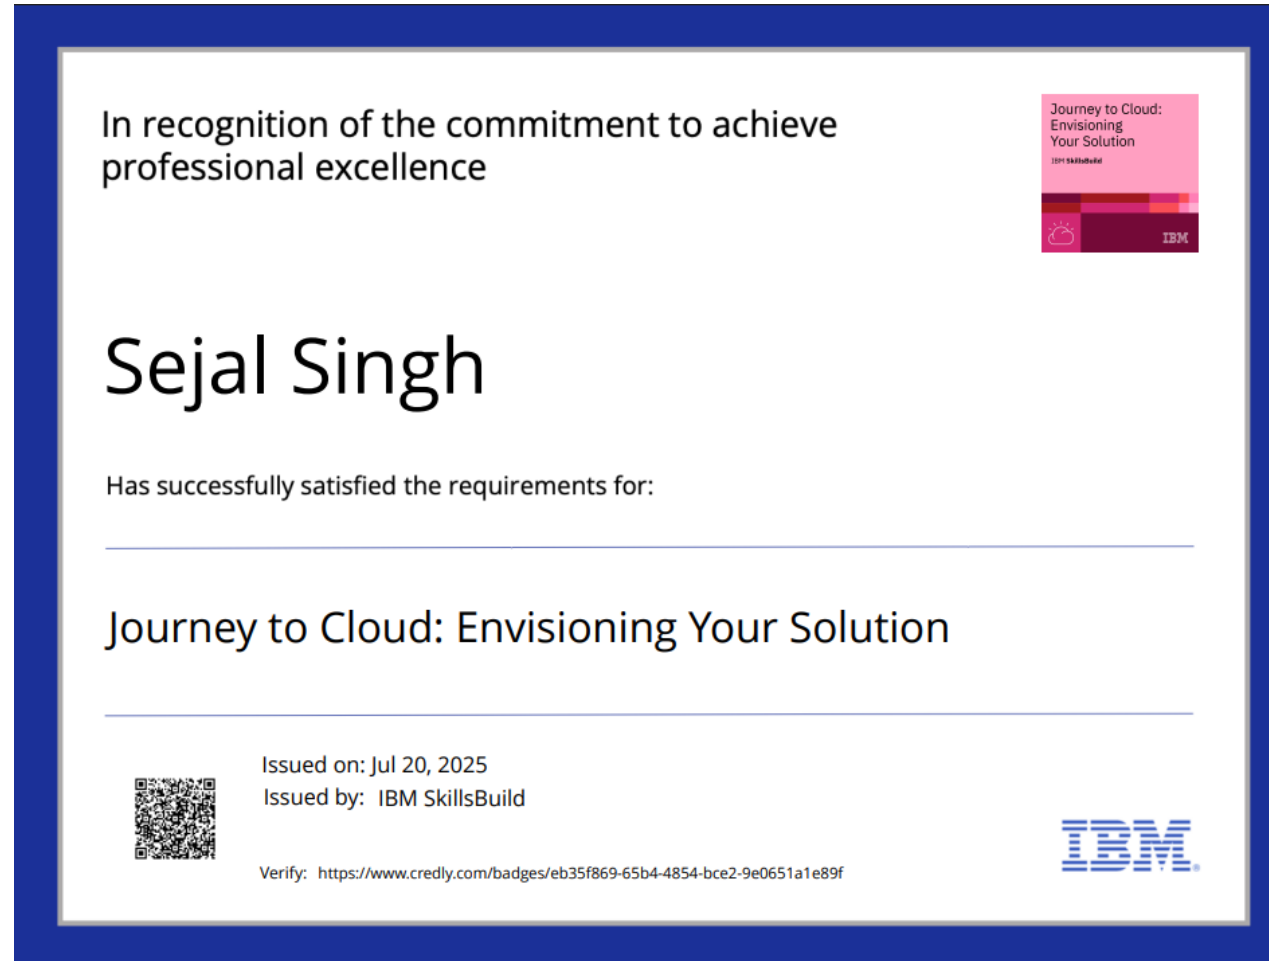 In recognition of the commitment to achieve
professional excellence
Journey to Cloud:
Envisioning
Your Solution
IBM SkillsBuild
IBM
Sejal Singh
Has successfully satisfied the requirements for:
Journey to Cloud: Envisioning Your Solution
Issued on: Jul 20, 2025
Issued by: IBM SkillsBuild
IBM®
Verify: https://www.credly.com/badges/eb35f869-65b4-4854-bce2-9e0651a1e89f